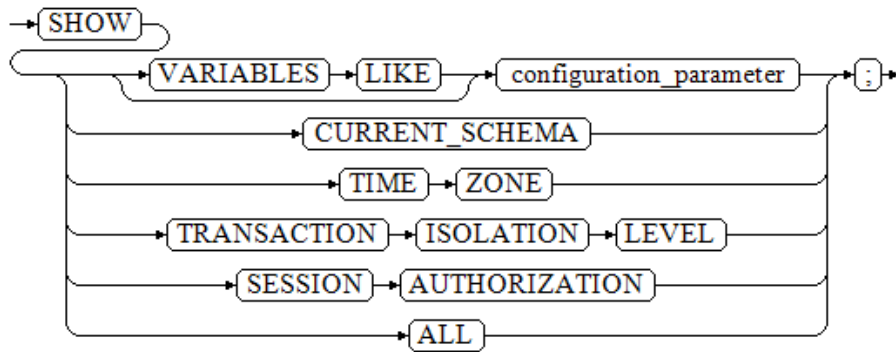 SHOW
VARIABLES LIKE configuration_parameter ;
CURRENT_SCHEMA
TIME ZONE
TRANSACTION ISOLATION LEVEL
SESSION AUTHORIZATION
ALL